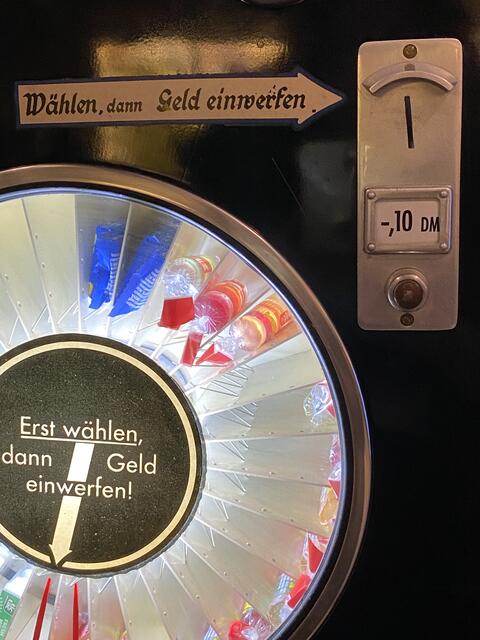 Wählen, dann Geld einwerfen.
-,10 DM
Erst wählen,
dann Geld
einwerfen!